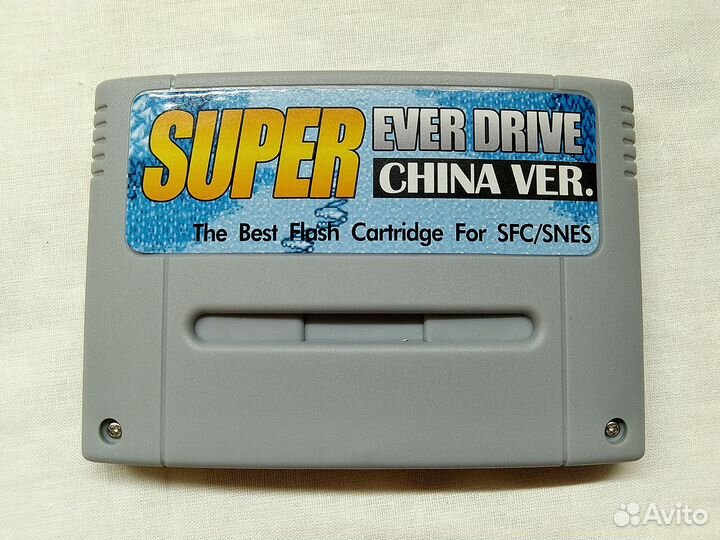 SUPER EVER DRIVE
CHINA VER.
The Best Flash Cartridge For SFC/SNES
Avito